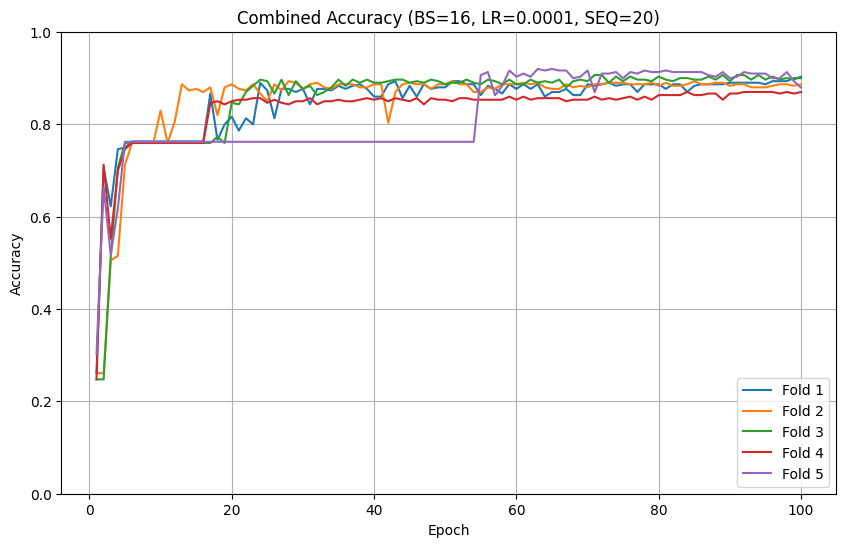 Combined Accuracy (BS=16, LR=0.0001, SEQ=20)
1.0
0.8
0.6
0.4
0.2
0.0
Accuracy
0 20 40 60 80 100
Epoch
Fold 1
Fold 2
Fold 3
Fold 4
Fold 5